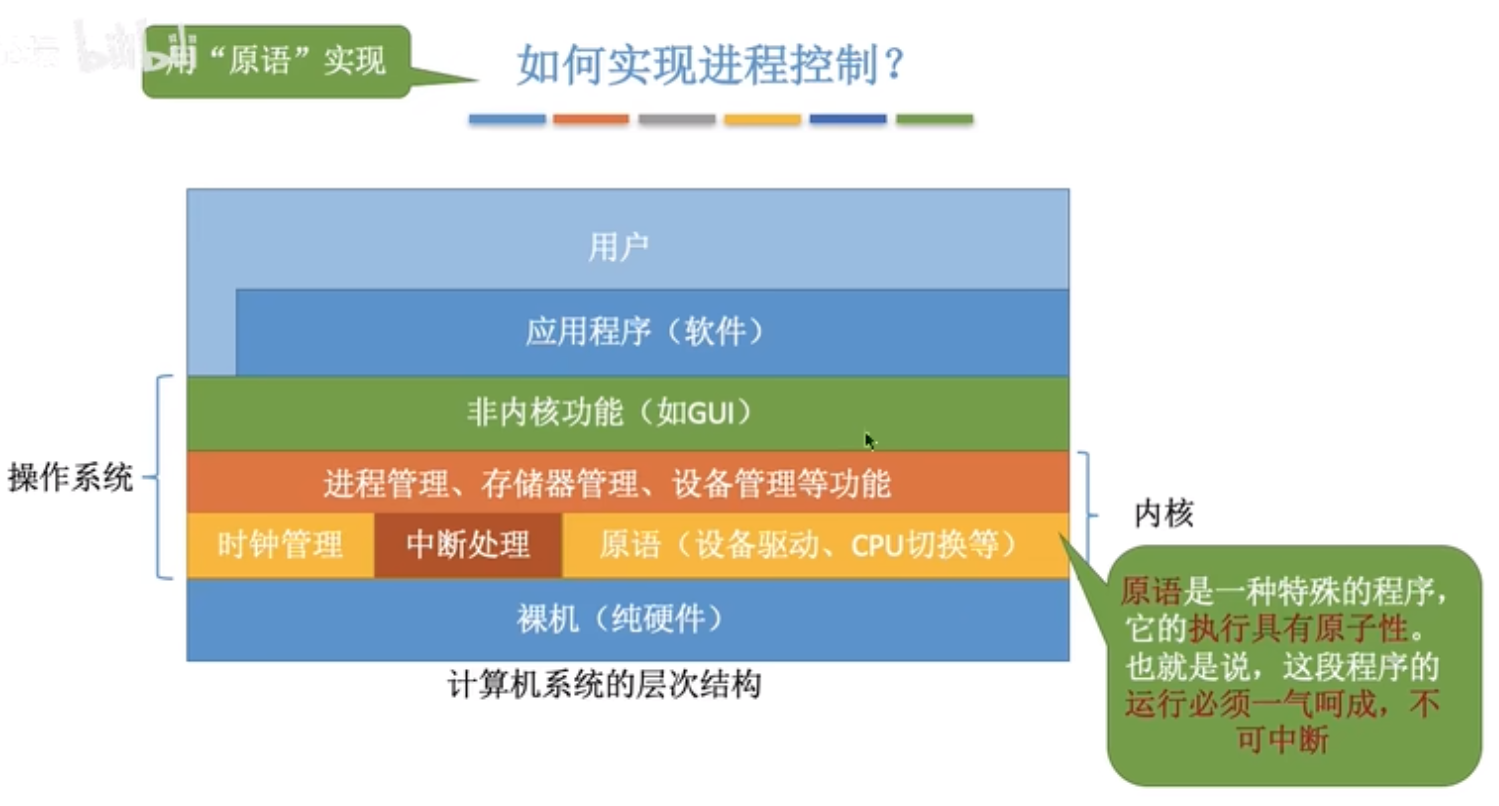 bilibili
用“原语”实现
如何实现进程控制？
用户
应用程序（软件）
非内核功能（如GUI）
操作系统
进程管理、存储器管理、设备管理等功能
内核
时钟管理
中断处理
原语（设备驱动、CPU切换等）
原语是一种特殊的程序，
它的执行具有原子性。
也就是说，这段程序的
运行必须一气呵成，不
可中断
裸机（纯硬件）
计算机系统的层次结构